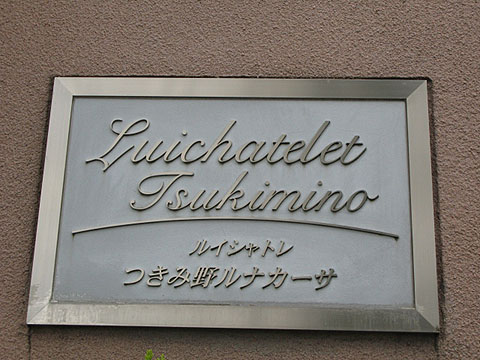 Luichatelet
Tsukimino
ルイシャトレ
つきみ野ルナカーサ